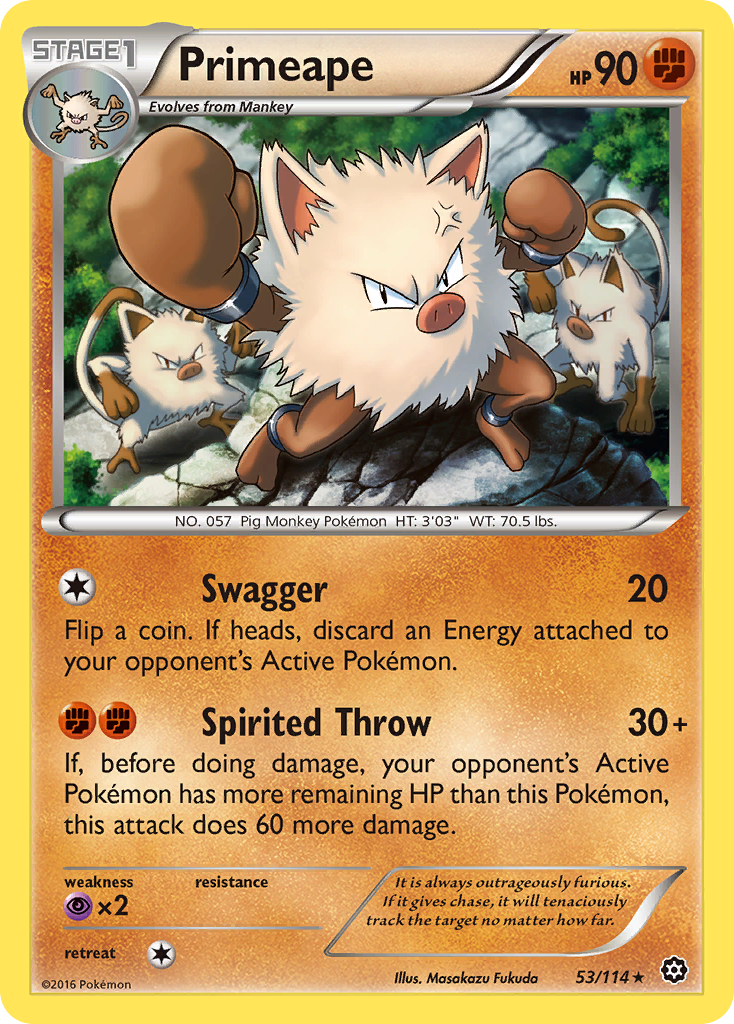 STAGE1
Primeape
HP 90
Evolves from Mankey
NO. 057 Pig Monkey Pokémon HT: 3'03" WT: 70.5 lbs.
Swagger 20
Flip a coin. If heads, discard an Energy attached to
your opponent's Active Pokémon.
Spirited Throw 30+
If, before doing damage, your opponent's Active
Pokémon has more remaining HP than this Pokémon,
this attack does 60 more damage.
weakness resistance
×2
It is always outrageously furious.
If it gives chase, it will tenaciously
track the target no matter how far.
retreat
©2016 Pokémon
Illus. Masakazu Fukuda
53/114 ★